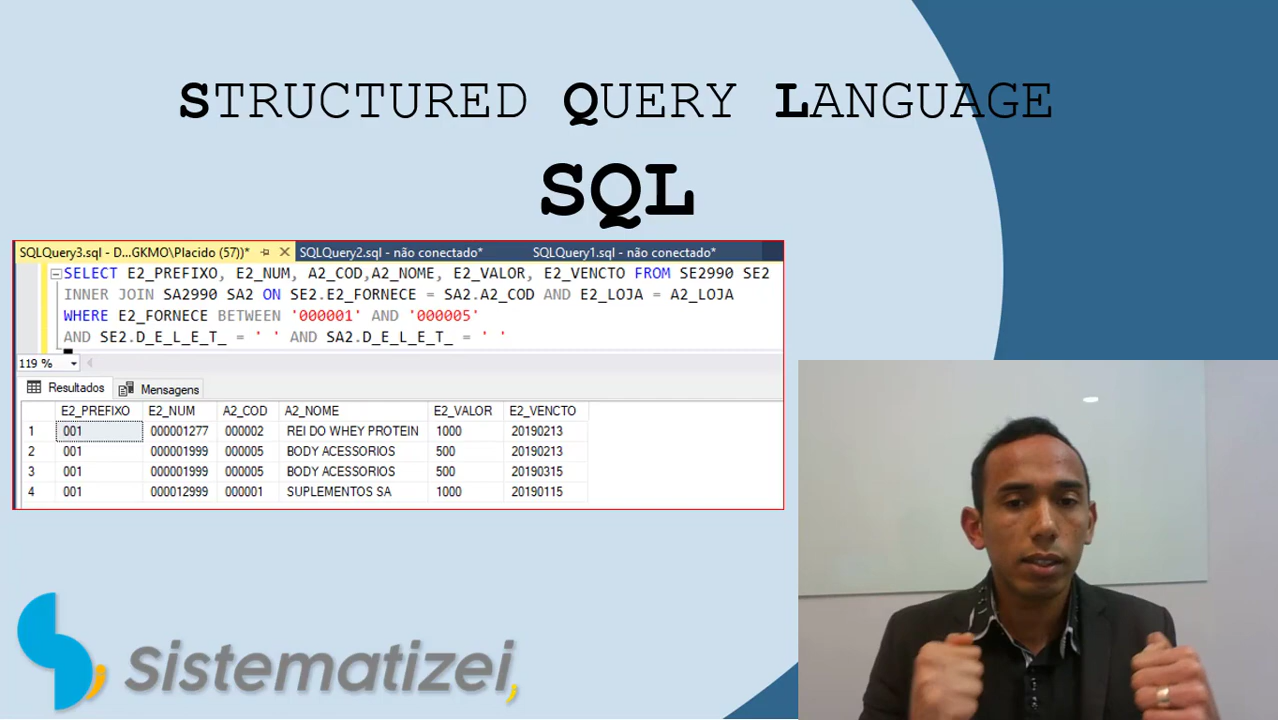 STRUCTURED QUERY LANGUAGE
SQL
SQLQuery3.sql - D...GKMO\Placido (57))* SQLQuery2.sql - não conectado* SQLQuery1.sql - não conectado*
SELECT E2_PREFIXO, E2_NUM, A2_COD,A2_NOME, E2_VALOR, E2_VENCTO FROM SE2990 SE2
INNER JOIN SA2990 SA2 ON SE2.E2_FORNECE = SA2.A2_COD AND E2_LOJA = A2_LOJA
WHERE E2_FORNECE BETWEEN '000001' AND '000005'
AND SE2.D_E_L_E_T_ = ' ' AND SA2.D_E_L_E_T_ = ' '
119 %
Resultados Mensagens
E2_PREFIXO E2_NUM A2_COD A2_NOME E2_VALOR E2_VENCTO
1 001 000001277 000002 REI DO WHEY PROTEIN 1000 20190213
2 001 000001999 000005 BODY ACESSORIOS 500 20190213
3 001 000001999 000005 BODY ACESSORIOS 500 20190315
4 001 000012999 000001 SUPLEMENTOS SA 1000 20190115
Sistematizei,